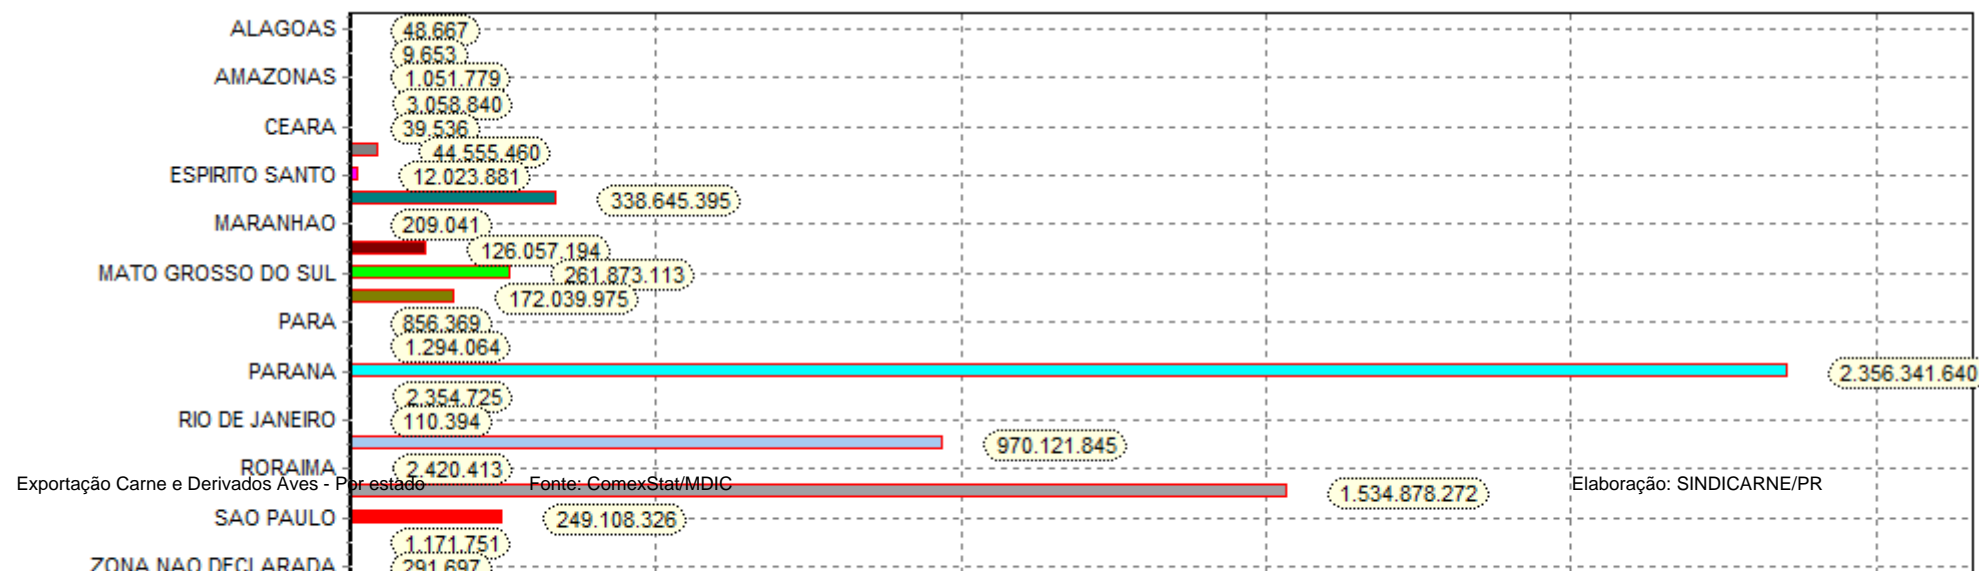 ALAGOAS 48.667
9.653
AMAZONAS 1.051.779
3.058.840
CEARA 39.536
44.555.460
ESPIRITO SANTO 12.023.881
338.645.395
MARANHAO 209.041
126.057.194
MATO GROSSO DO SUL 261.873.113
172.039.975
PARA 856.369
1.294.064
PARANA 2.356.341.640
2.354.725
RIO DE JANEIRO 110.394
970.121.845
RORAIMA 2.420.413
Exportação Carne e Derivados Aves - Por estado Fonte: ComexStat/MDIC Elaboração: SINDICARNE/PR
1.534.878.272
SAO PAULO 249.108.326
1.171.751
ZONA NAO DECLARADA 291.697